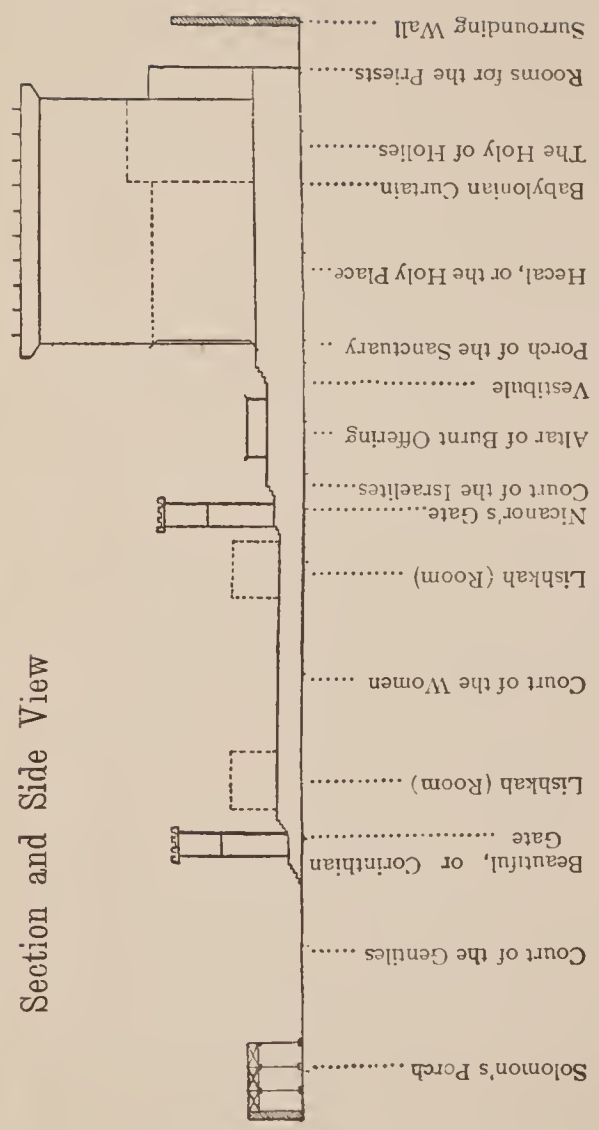 Section and Side View
Solomon's Porch ...........
Court of the Gentiles ......
Beautiful, or Corinthian
Gate ....................
Lishkah (Room) ...........
Court of the Women ......
Lishkah (Room) ...........
Nicanor's Gate.............
Court of the Israelites......
Altar of Burnt Offering ...
Vestibule ..................
Porch of the Sanctuary ..
Hecal, or the Holy Place...
Babylonian Curtain........
The Holy of Holies.........
Rooms for the Priests......
Surrounding Wall ........